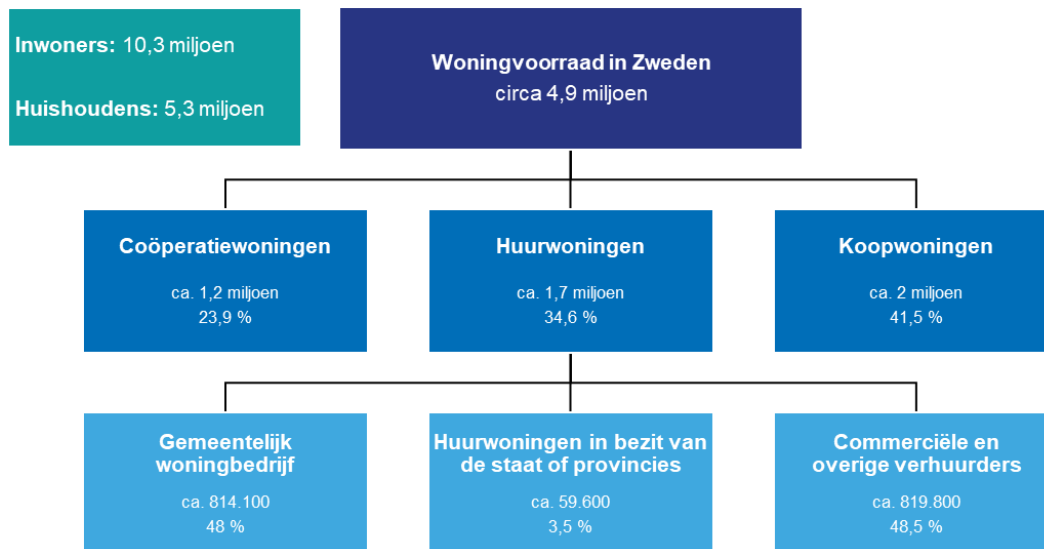 Inwoners: 10,3 miljoen
Huishoudens: 5,3 miljoen
Woningvoorraad in Zweden
circa 4,9 miljoen
Coöperatiewoningen
ca. 1,2 miljoen
23,9 %
Huurwoningen
ca. 1,7 miljoen
34,6 %
Koopwoningen
ca. 2 miljoen
41,5 %
Gemeentelijk
woningbedrijf
ca. 814.100
48 %
Huurwoningen in bezit van
de staat of provincies
ca. 59.600
3,5 %
Commerciële en
overige verhuurders
ca. 819.800
48,5 %